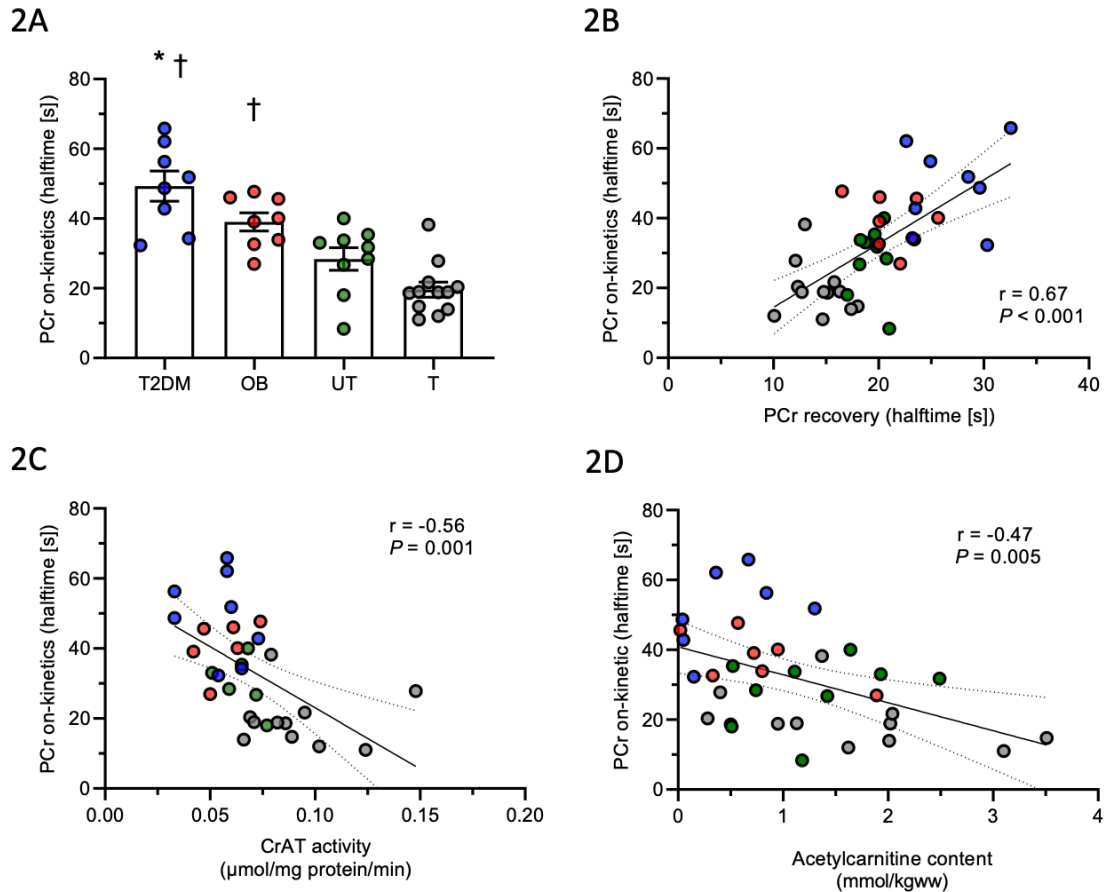 2A
* †
†
PCr on-kinetics (halftime [s])
80
60
40
20
0
T2DM OB UT T
2B
PCr on-kinetics (halftime [s])
80
60
40
20
0
r = 0.67
P < 0.001
0 10 20 30 40
PCr recovery (halftime [s])
2C
PCr on-kinetics (halftime [s])
80
60
40
20
0
r = -0.56
P = 0.001
0.00 0.05 0.10 0.15 0.20
CrAT activity
(µmol/mg protein/min)
2D
PCr on-kinetic (halftime [s])
80
60
40
20
0
r = -0.47
P = 0.005
0 1 2 3 4
Acetylcarnitine content
(mmol/kgww)